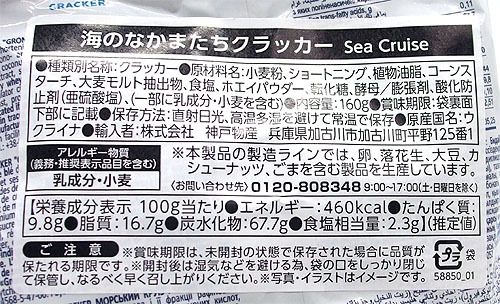 CRACKER
海のなかまたちクラッカー Sea Cruise
●種類別名称:クラッカー●原材料名:小麦粉、ショートニング、植物油脂、コーンス
ターチ、大麦モルト抽出物、食塩、ホエイパウダー、転化糖、酵母／膨張剤、酸化防
止剤(亜硫酸塩)、(一部に乳成分・小麦を含む)●内容量:160g●賞味期限:袋裏面
下部に記載●保存方法:直射日光、高温多湿を避けて常温で保存●原産国名:ウ
クライナ●輸入者:株式会社 神戸物産 兵庫県加古川市加古川町平野125番1
アレルギー物質
(義務・推奨表示品目を含む)
乳成分・小麦
※本製品の製造ラインでは、卵、落花生、大豆、カ
シューナッツ、ごまを含む製品を生産しています。
〈お問い合わせ先〉0120-808348 9:00〜17:00(土・日曜及び祝日を除く)
【栄養成分表示 100g当たり●エネルギー:460kcal●たんぱく質:
9.8g●脂質:16.7g●炭水化物:67.7g●食塩相当量:2.3g】(推定値)
ご注意
※賞味期限は、未開封の状態で保存された場合に品質が
保たれる期限です。※開封後は湿気などを避ける為、袋の口をしっかり閉じ
て保管し、なるべく早く召し上がりください。
プラ
袋
58850_01